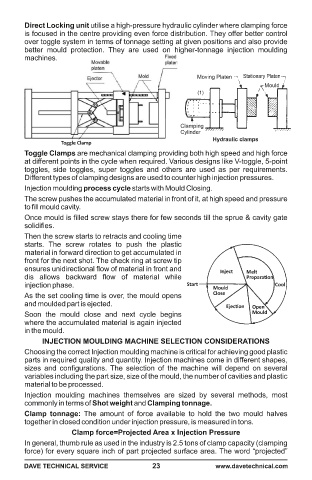 Direct Locking unit utilise a high-pressure hydraulic cylinder where clamping force
is focused in the centre providing even force distribution. They offer better control
over toggle system in terms of tonnage setting at given positions and also provide
better mould protection. They are used on higher-tonnage injection moulding
machines.
Movable
platen
Fixed
platen
Ejector
Mold
Toggle Clamp
Moving Platen
Stationary Platen
Mould
(1)
Clamping
Cylinder
Hydraulic clamps
Toggle Clamps are mechanical clamping providing both high speed and high force
at different points in the cycle when required. Various designs like V-toggle, 5-point
toggles, side toggles, super toggles and others are used as per requirements.
Different types of clamping designs are used to counter high injection pressures.
Injection moulding process cycle starts with Mould Closing.
The screw pushes the accumulated material in front of it, at high speed and pressure
to fill mould cavity.
Once mould is filled screw stays there for few seconds till the sprue & cavity gate
solidifies.
Then the screw starts to retracts and cooling time
starts. The screw rotates to push the plastic
material in forward direction to get accumulated in
front for the next shot. The check ring at screw tip
ensures unidirectional flow of material in front and
dis allows backward flow of material while
injection phase.
As the set cooling time is over, the mould opens
and moulded part is ejected.
Soon the mould close and next cycle begins
where the accumulated material is again injected
in the mould.
Inject
Melt
Preparation
Start
Cool
Mould
Close
Ejection
Open
Mould
INJECTION MOULDING MACHINE SELECTION CONSIDERATIONS
Choosing the correct Injection moulding machine is critical for achieving good plastic
parts in required quality and quantity. Injection machines come in different shapes,
sizes and configurations. The selection of the machine will depend on several
variables including the part size, size of the mould, the number of cavities and plastic
material to be processed.
Injection moulding machines themselves are sized by several methods, most
commonly in terms of Shot weight and Clamping tonnage.
Clamp tonnage: The amount of force available to hold the two mould halves
together in closed condition under injection pressure, is measured in tons.
Clamp force=Projected Area x Injection Pressure
In general, thumb rule as used in the industry is 2.5 tons of clamp capacity (clamping
force) for every square inch of part projected surface area. The word "projected"
DAVE TECHNICAL SERVICE
23
www.davetechnical.com